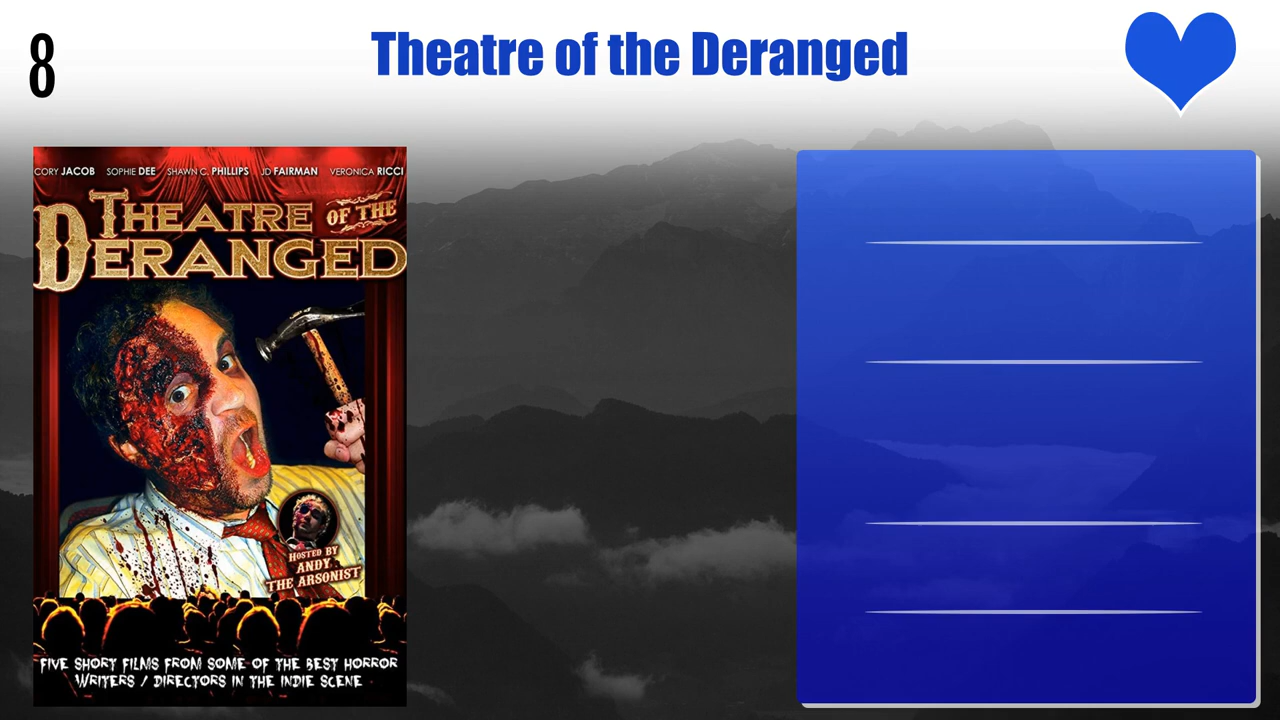 8
Theatre of the Deranged
CORY JACOB SOPHIE DEE SHAWN C. PHILLIPS JD FAIRMAN VERONICA RICCI
THEATRE OF THE
DERANGED
HOSTED BY
ANDY
THE ARSONIST
FIVE SHORT FILMS FROM SOME OF THE BEST HORROR
WRITERS / DIRECTORS IN THE INDIE SCENE